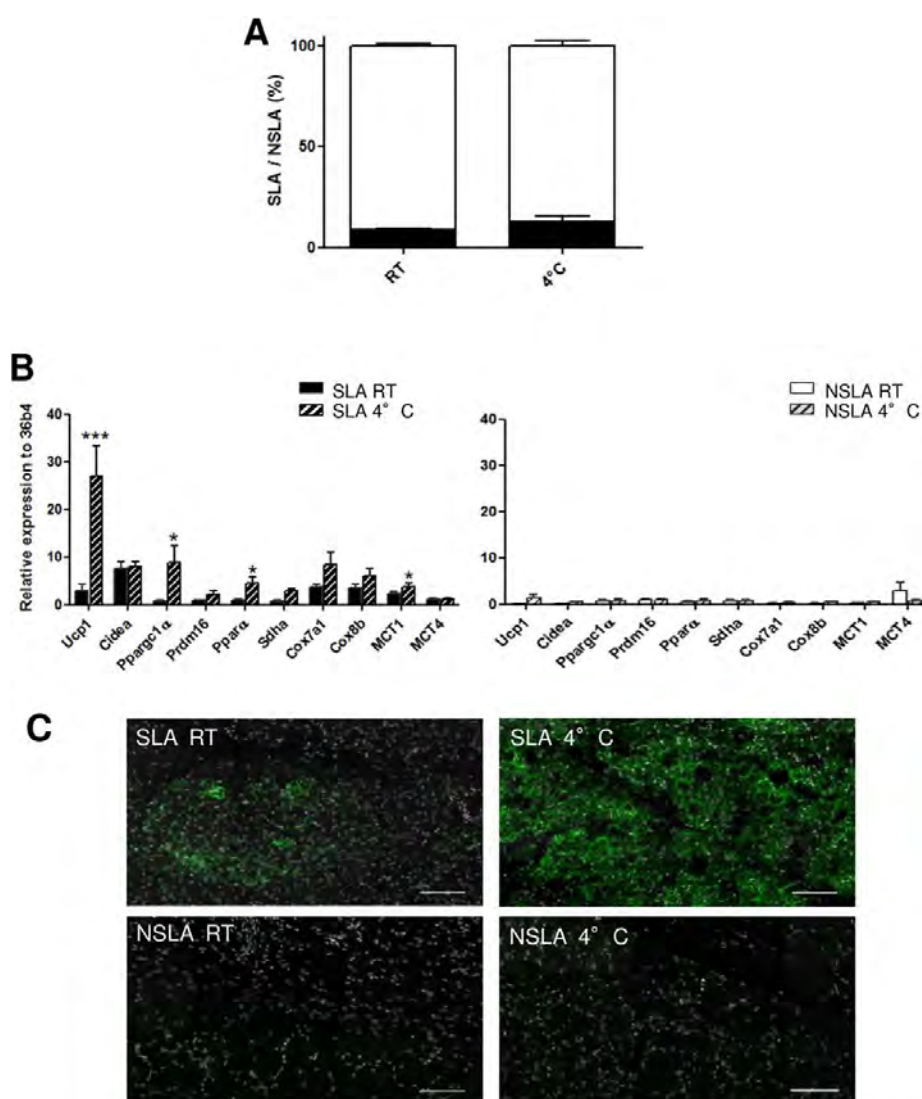 A
SLA / NSLA (%)
100
50
0
RT
4°C
B
Relative expression to 36b4
40
30
20
10
0
SLA RT
SLA 4° C
***
*
*
*
Ucp1
Cidea
Ppargc1α
Prdm16
Pparα
Sdha
Cox7a1
Cox8b
MCT1
MCT4
NSLA RT
NSLA 4° C
40
30
20
10
0
Ucp1
Cidea
Ppargc1α
Prdm16
Pparα
Sdha
Cox7a1
Cox8b
MCT1
MCT4
C
SLA RT
SLA 4° C
NSLA RT
NSLA 4° C